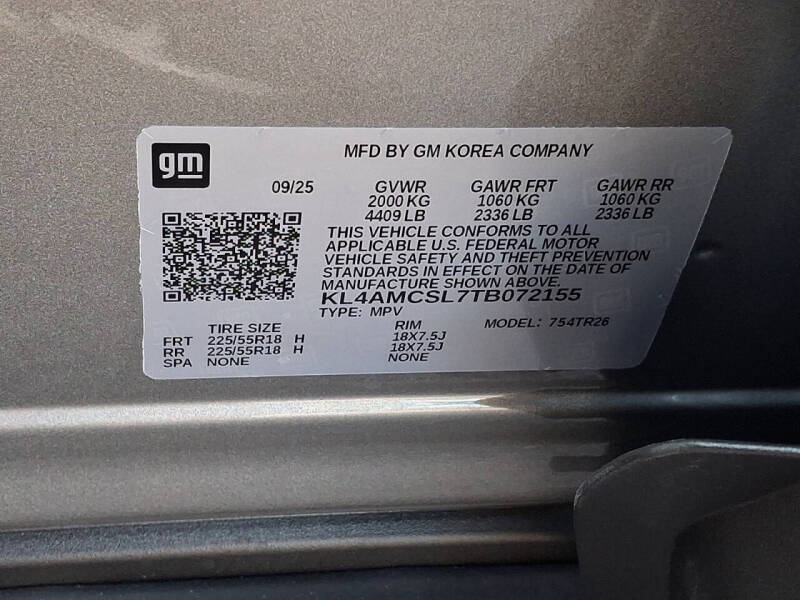 gm
MFD BY GM KOREA COMPANY
09/25 GVWR GAWR FRT GAWR RR
2000 KG 1060 KG 1060 KG
4409 LB 2336 LB 2336 LB
THIS VEHICLE CONFORMS TO ALL
APPLICABLE U.S. FEDERAL MOTOR
VEHICLE SAFETY AND THEFT PREVENTION
STANDARDS IN EFFECT ON THE DATE OF
MANUFACTURE SHOWN ABOVE.
KL4AMCSL7TB072155
TYPE: MPV MODEL: 754TR26
TIRE SIZE RIM
FRT 225/55R18 H 18X7.5J
RR 225/55R18 H 18X7.5J
SPA NONE NONE